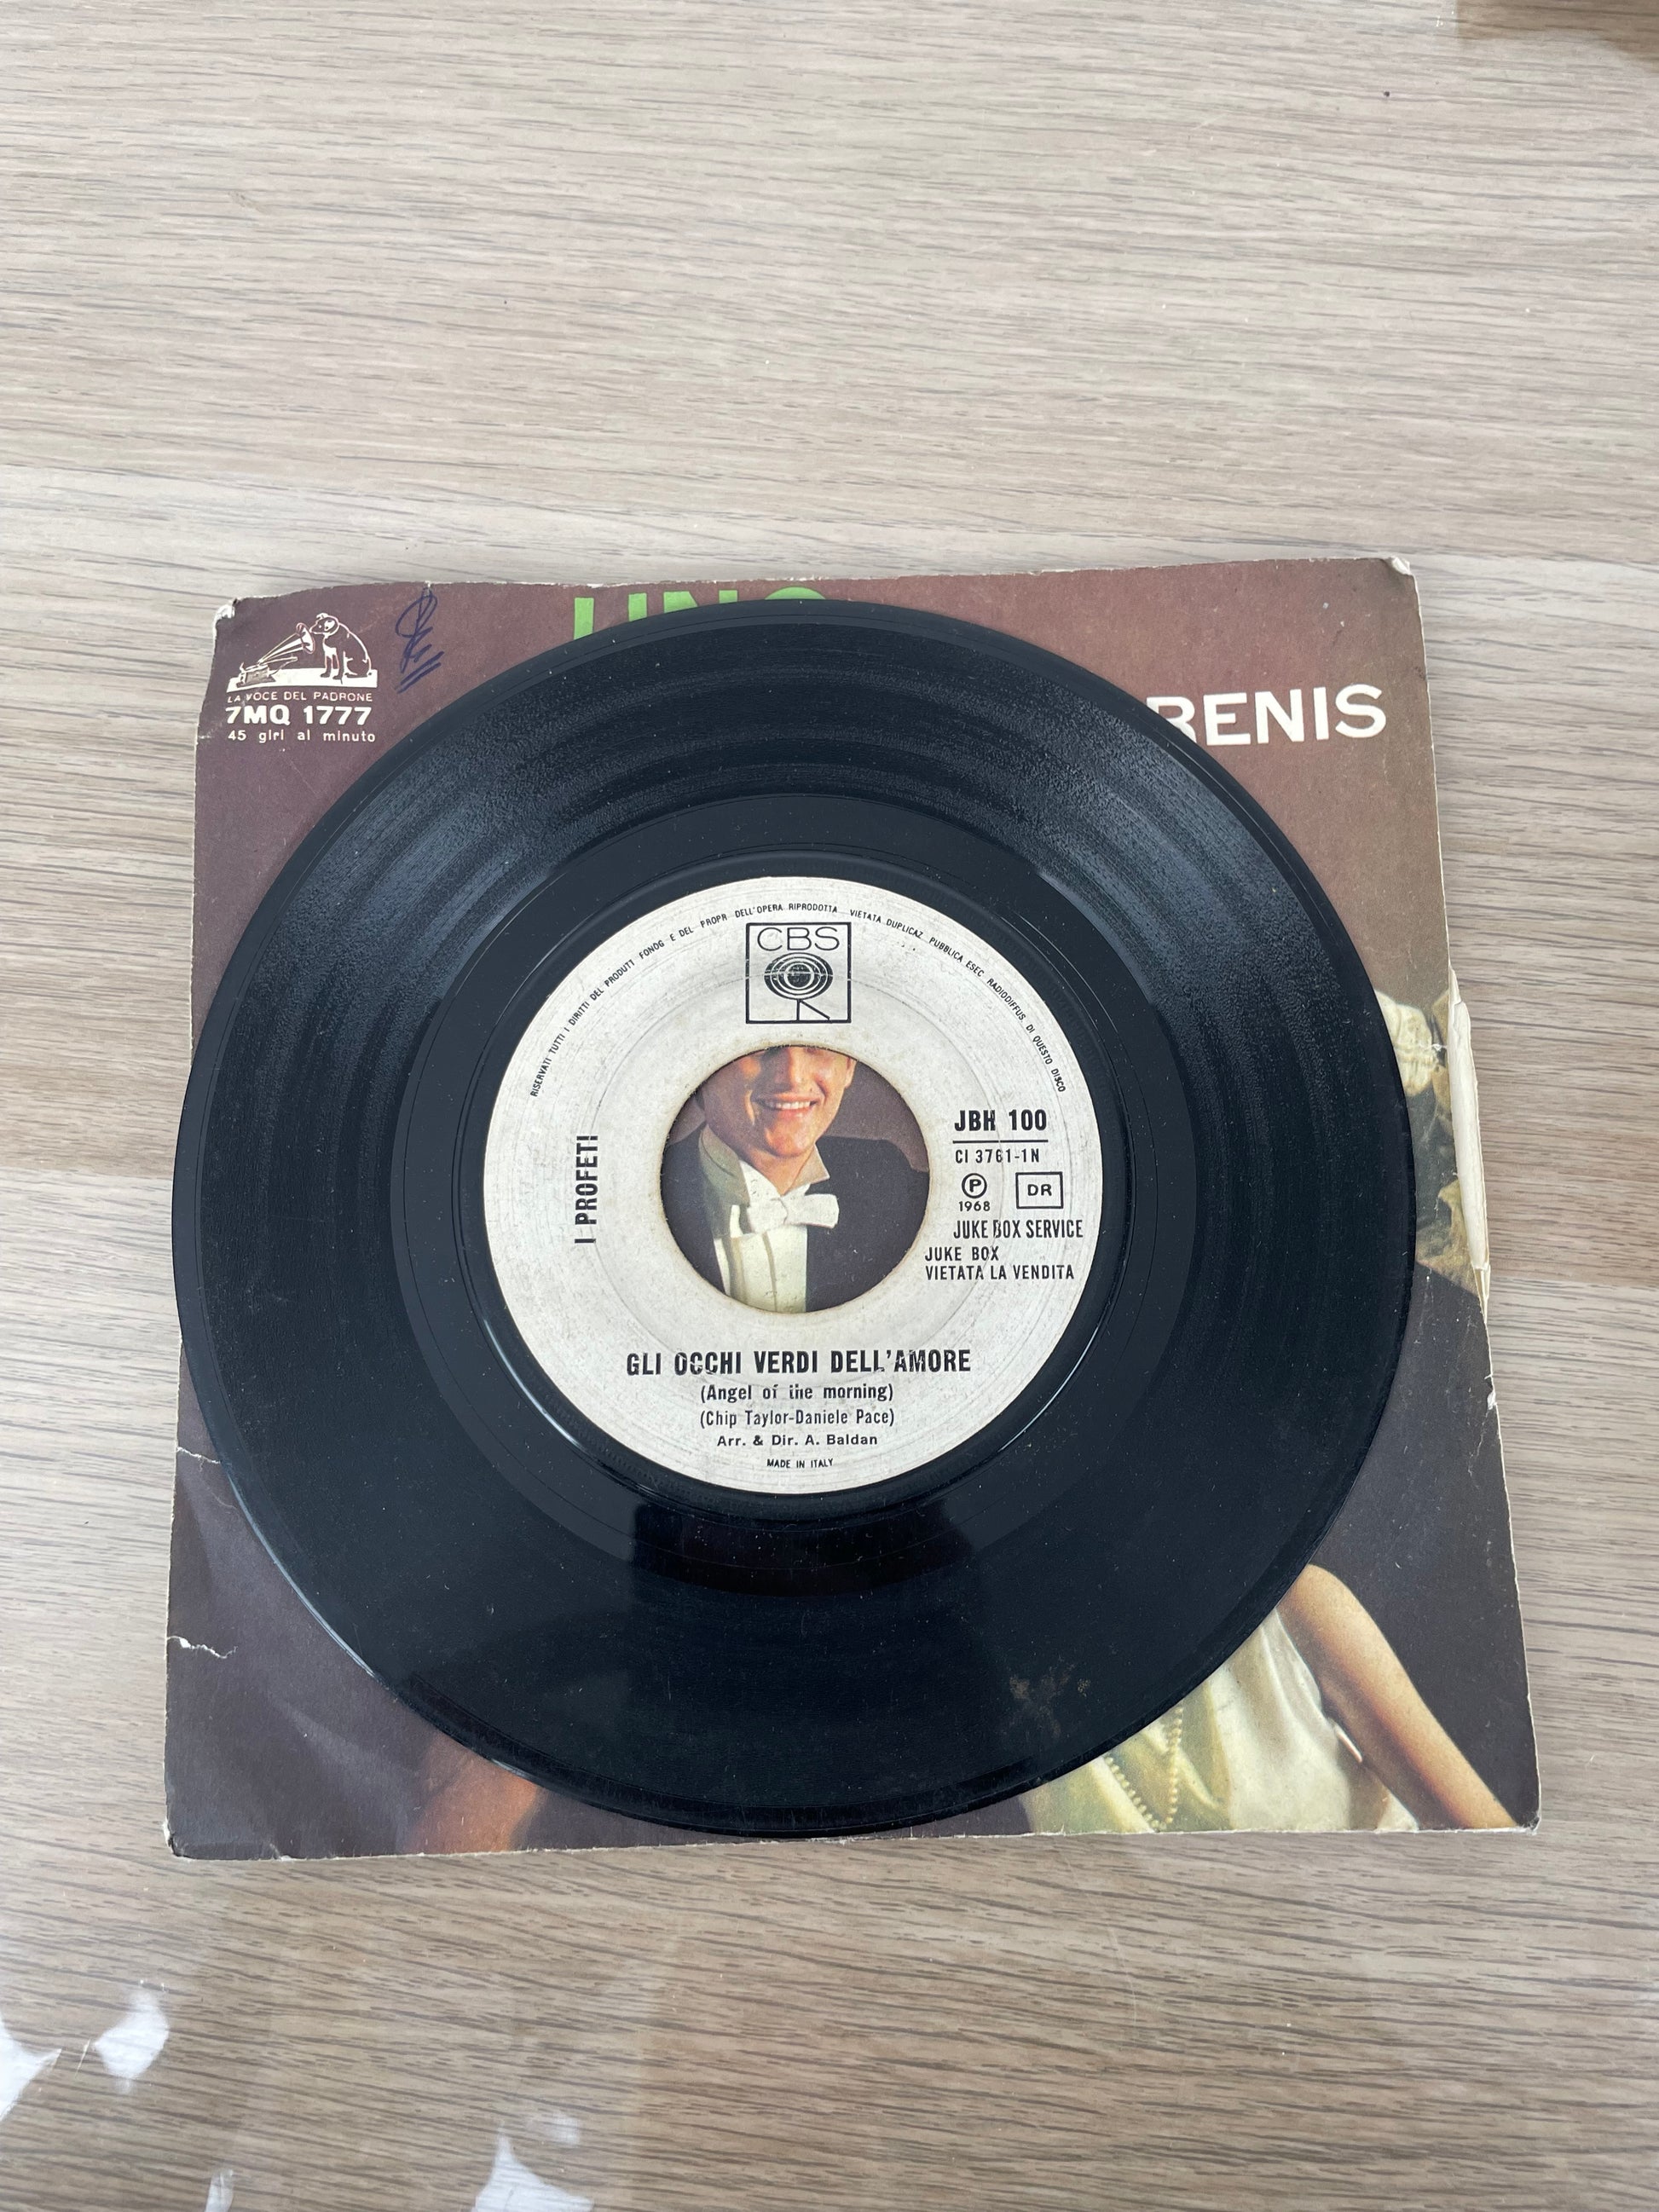 LA VOCE DEL PADRONE
7MQ 1777
45 giri al minuto
BENIS
RISERVATI TUTTI I DIRITTI DEL PRODUTT FONOG E DEL PROPR DELL'OPERA RIPRODOTTA VIETATA DUPLICAZ PUBBLICA ESEC RADIODIFFUS DI QUESTO DISCO
CBS
I PROFETI
JBH 100
CI 3761-1N
P DR
1968
JUKE BOX SERVICE
JUKE BOX
VIETATA LA VENDITA
GLI OCCHI VERDI DELL'AMORE
(Angel of the morning)
(Chip Taylor-Daniele Pace)
Arr. & Dir. A. Baldan
MADE IN ITALY